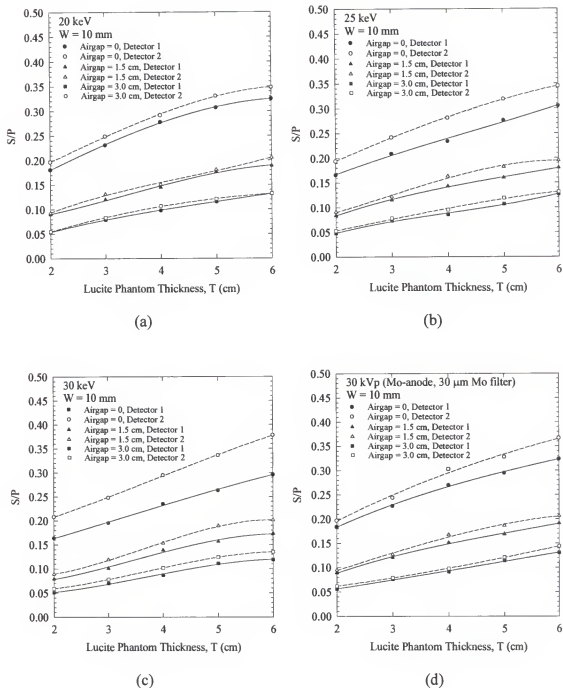 20 keV
W = 10 mm
Airgap = 0, Detector 1
Airgap = 0, Detector 2
Airgap = 1.5 cm, Detector 1
Airgap = 1.5 cm, Detector 2
Airgap = 3.0 cm, Detector 1
Airgap = 3.0 cm, Detector 2
0.50
0.45
0.40
0.35
0.30
0.25
0.20
0.15
0.10
0.05
0.00
S/P
2 3 4 5 6
Lucite Phantom Thickness, T (cm)
(a)
25 keV
W = 10 mm
Airgap = 0, Detector 1
Airgap = 0, Detector 2
Airgap = 1.5 cm, Detector 1
Airgap = 1.5 cm, Detector 2
Airgap = 3.0 cm, Detector 1
Airgap = 3.0 cm, Detector 2
0.50
0.45
0.40
0.35
0.30
0.25
0.20
0.15
0.10
0.05
0.00
S/P
2 3 4 5 6
Lucite Phantom Thickness, T (cm)
(b)
30 keV
W = 10 mm
Airgap = 0, Detector 1
Airgap = 0, Detector 2
Airgap = 1.5 cm, Detector 1
Airgap = 1.5 cm, Detector 2
Airgap = 3.0 cm, Detector 1
Airgap = 3.0 cm, Detector 2
0.50
0.45
0.40
0.35
0.30
0.25
0.20
0.15
0.10
0.05
0.00
S/P
2 3 4 5 6
Lucite Phantom Thickness, T (cm)
(c)
30 kVp (Mo-anode, 30 μm Mo filter)
W = 10 mm
Airgap = 0, Detector 1
Airgap = 0, Detector 2
Airgap = 1.5 cm, Detector 1
Airgap = 1.5 cm, Detector 2
Airgap = 3.0 cm, Detector 1
Airgap = 3.0 cm, Detector 2
0.50
0.45
0.40
0.35
0.30
0.25
0.20
0.15
0.10
0.05
0.00
S/P
2 3 4 5 6
Lucite Phantom Thickness, T (cm)
(d)